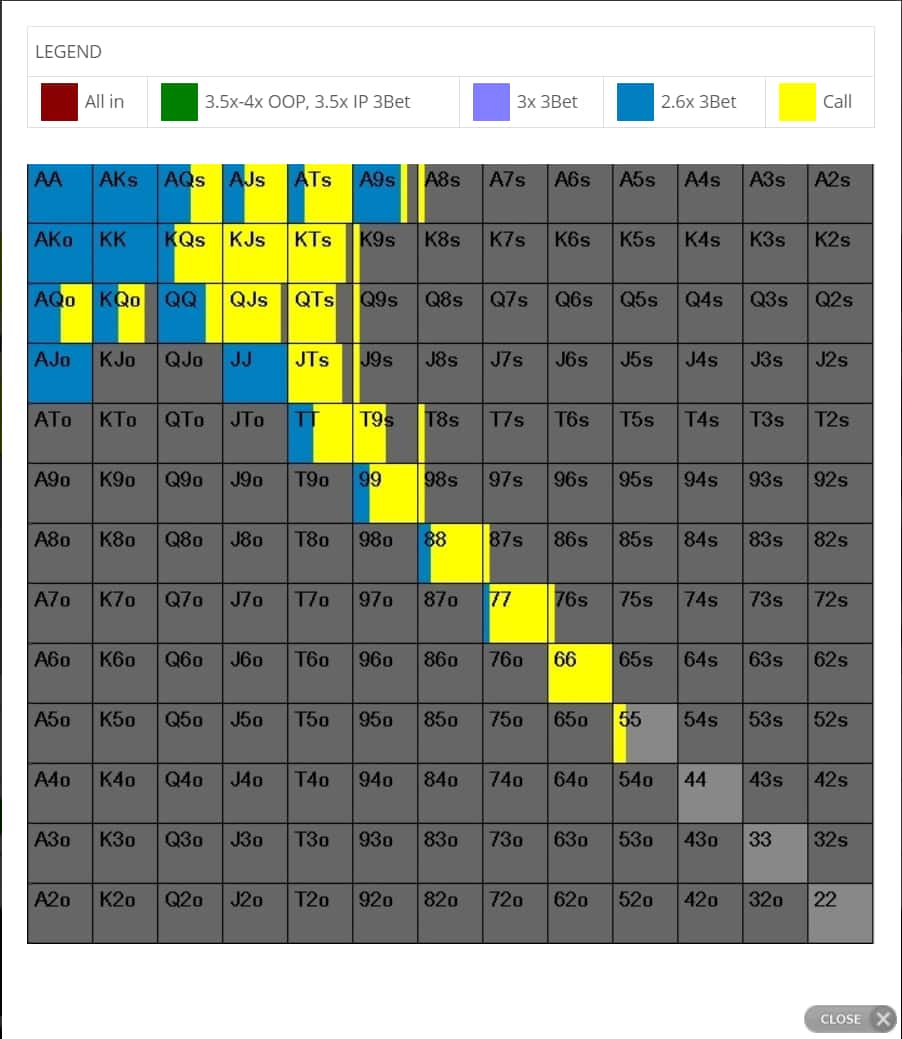 LEGEND
All in 3.5x-4x OOP, 3.5x IP 3Bet 3x 3Bet 2.6x 3Bet Call
AA AKs AQs AJs ATs A9s A8s A7s A6s A5s A4s A3s A2s
AKo KK KQs KJs KTs K9s K8s K7s K6s K5s K4s K3s K2s
AQo KQo QQ QJs QTs Q9s Q8s Q7s Q6s Q5s Q4s Q3s Q2s
AJo KJo QJo JJ JTs J9s J8s J7s J6s J5s J4s J3s J2s
ATo KTo QTo JTo TT T9s T8s T7s T6s T5s T4s T3s T2s
A9o K9o Q9o J9o T9o 99 98s 97s 96s 95s 94s 93s 92s
A8o K8o Q8o J8o T8o 98o 88 87s 86s 85s 84s 83s 82s
A7o K7o Q7o J7o T7o 97o 87o 77 76s 75s 74s 73s 72s
A6o K6o Q6o J6o T6o 96o 86o 76o 66 65s 64s 63s 62s
A5o K5o Q5o J5o T5o 95o 85o 75o 65o 55 54s 53s 52s
A4o K4o Q4o J4o T4o 94o 84o 74o 64o 54o 44 43s 42s
A3o K3o Q3o J3o T3o 93o 83o 73o 63o 53o 43o 33 32s
A2o K2o Q2o J2o T2o 92o 82o 72o 62o 52o 42o 32o 22
CLOSE